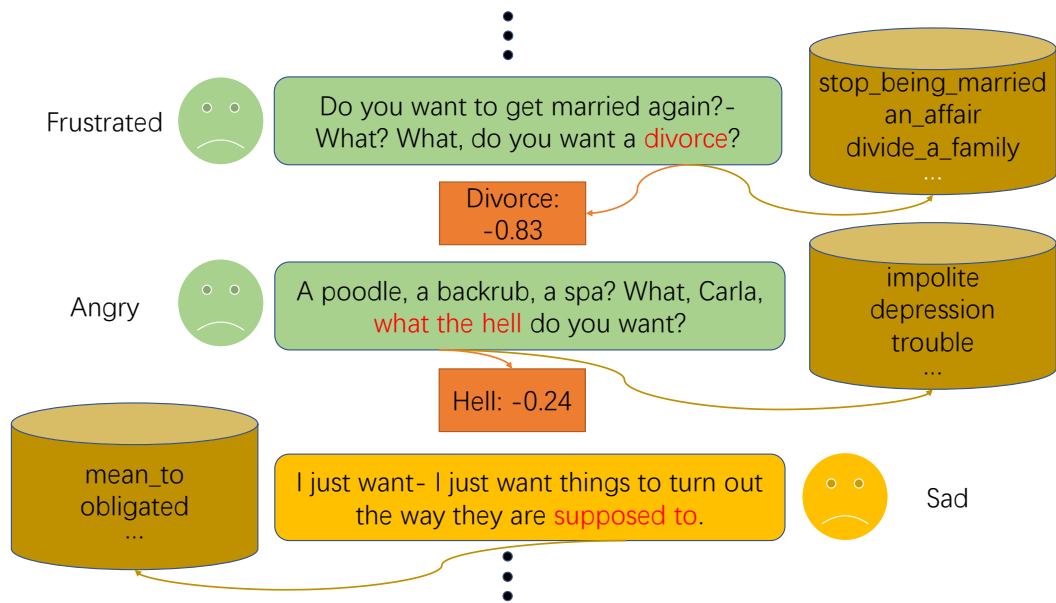 Frustrated
Do you want to get married again?-
What? What, do you want a divorce?
stop_being_married
an_affair
divide_a_family
...
Divorce:
-0.83
Angry
A poodle, a backrub, a spa? What, Carla,
what the hell do you want?
impolite
depression
trouble
...
Hell: -0.24
mean_to
obligated
...
I just want- I just want things to turn out
the way they are supposed to.
Sad